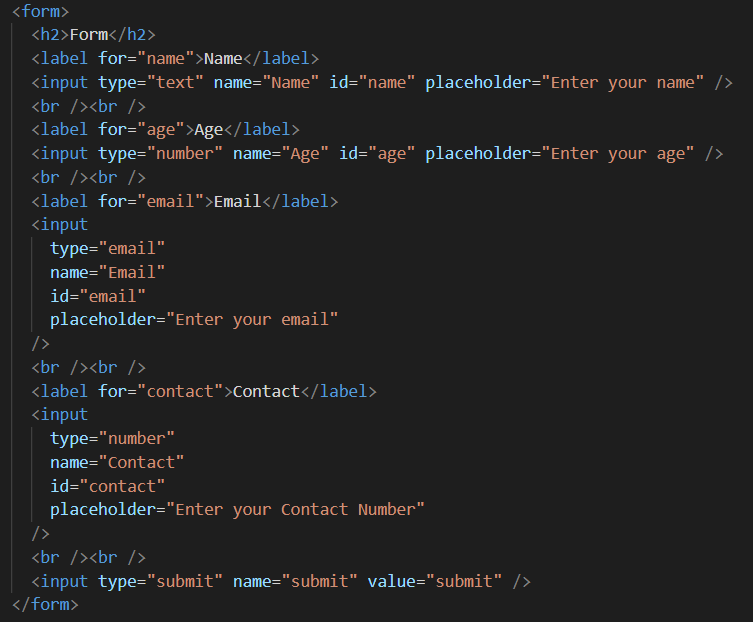 <form>
<h2>Form</h2>
<label for="name">Name</label>
<input type="text" name="Name" id="name" placeholder="Enter your name" />
<br /><br />
<label for="age">Age</label>
<input type="number" name="Age" id="age" placeholder="Enter your age" />
<br /><br />
<label for="email">Email</label>
<input
type="email"
name="Email"
id="email"
placeholder="Enter your email"
/>
<br /><br />
<label for="contact">Contact</label>
<input
type="number"
name="Contact"
id="contact"
placeholder="Enter your Contact Number"
/>
<br /><br />
<input type="submit" name="submit" value="submit" />
</form>